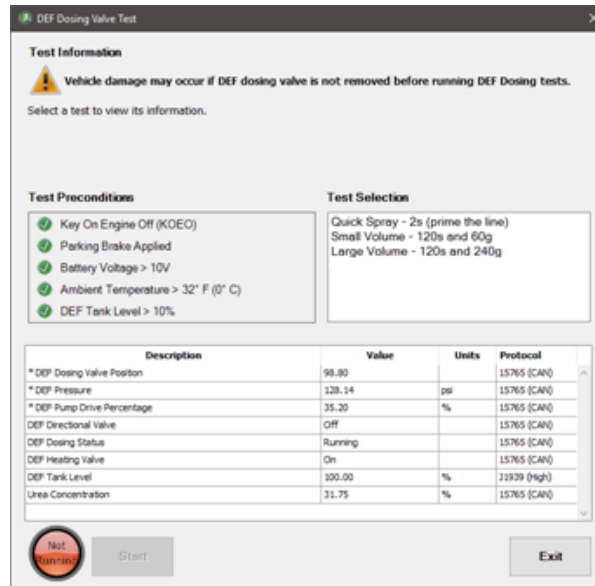 DEF Dosing Valve Test
Test Information
Vehicle damage may occur if DEF dosing valve is not removed before running DEF Dosing tests.
Select a test to view its information.
Test Preconditions
Key On Engine Off (KOEO)
Parking Brake Applied
Battery Voltage > 10V
Ambient Temperature > 32° F (0° C)
DEF Tank Level > 10%
Test Selection
Quick Spray - 2s (prime the line)
Small Volume - 120s and 60g
Large Volume - 120s and 240g
Description Value Units Protocol
* DEF Dosing Valve Position 98.80 15765 (CAN)
* DEF Pressure 128.14 psi 15765 (CAN)
* DEF Pump Drive Percentage 35.20 % 15765 (CAN)
DEF Directional Valve Off 15765 (CAN)
DEF Dosing Status Running 15765 (CAN)
DEF Heating Valve On 15765 (CAN)
DEF Tank Level 100.00 % J1939 (High)
Urea Concentration 31.75 % 15765 (CAN)
Not
Running
Start
Exit